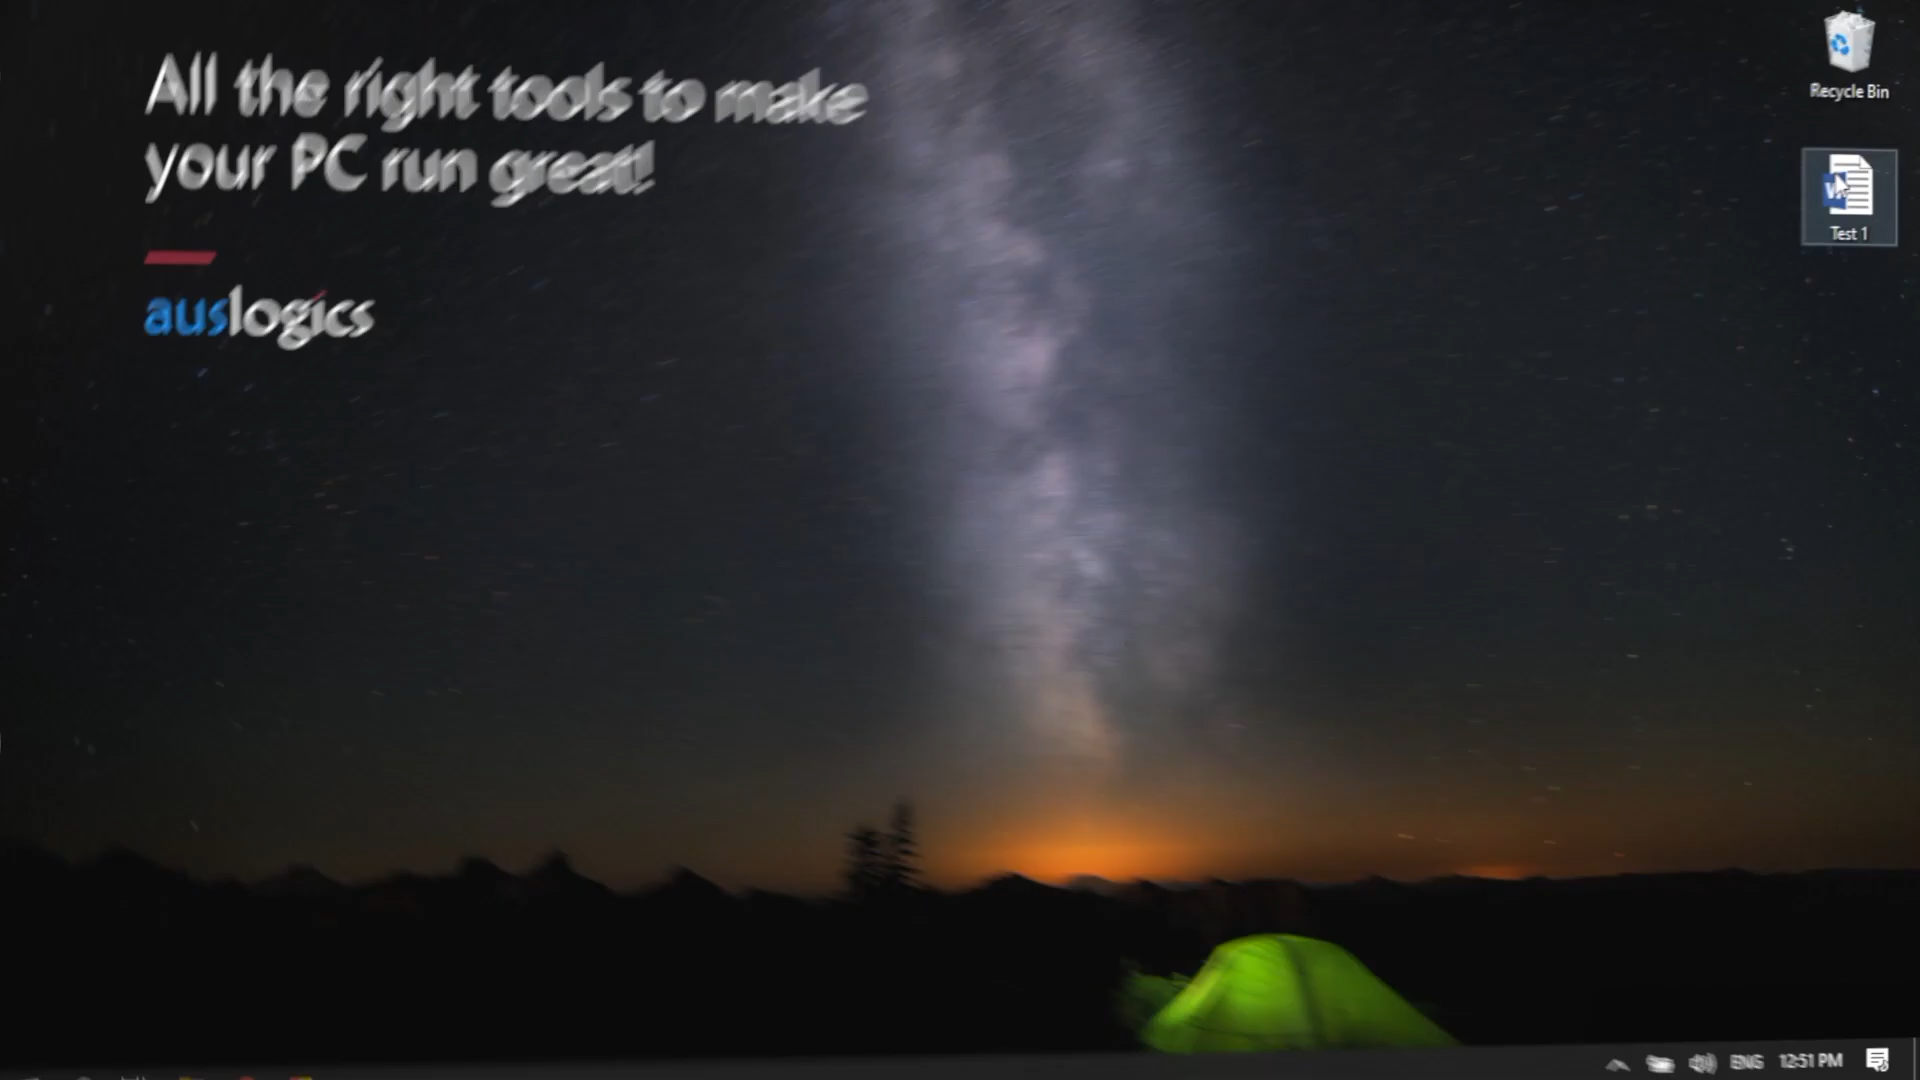 All the right tools to make
your PC run great!
auslogics
Recycle Bin
Test 1
ENG 12:51 PM